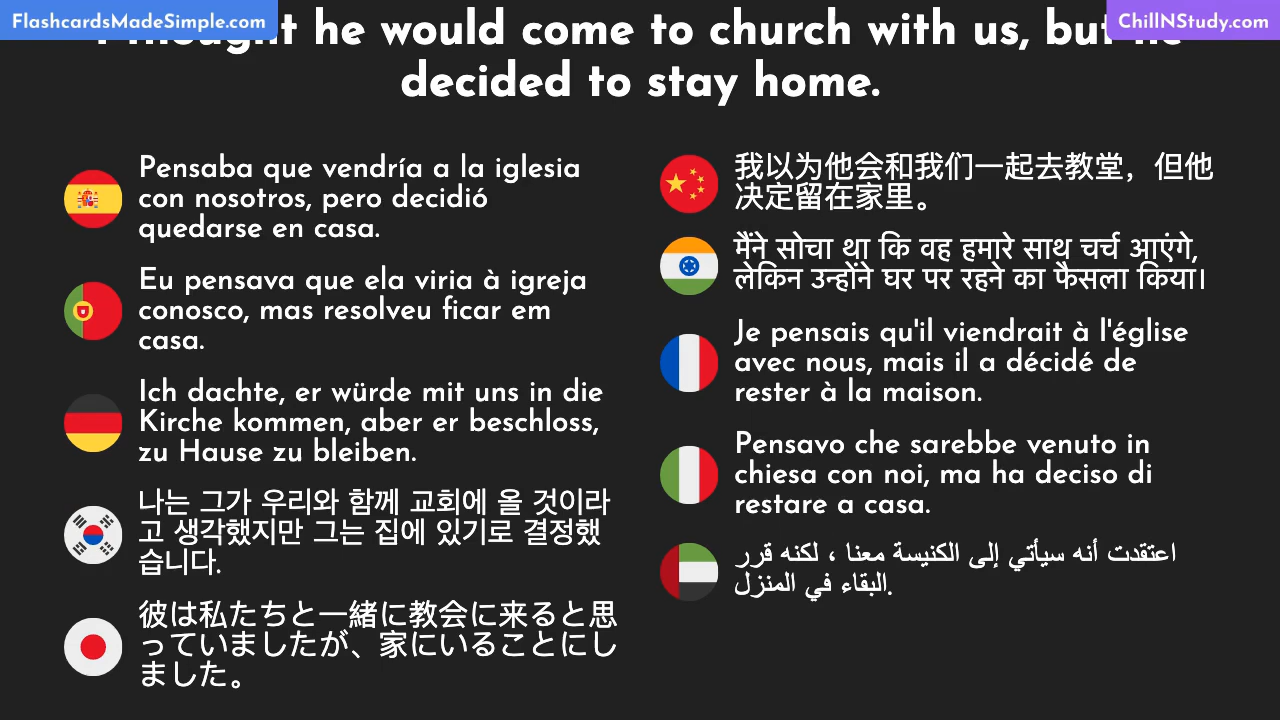 FlashcardsMadeSimple.com
ChillNStudy.com
I thought he would come to church with us, but he
decided to stay home.
Pensaba que vendría a la iglesia
con nosotros, pero decidió
quedarse en casa.
Eu pensava que ela viria à igreja
conosco, mas resolveu ficar em
casa.
Ich dachte, er würde mit uns in die
Kirche kommen, aber er beschloss,
zu Hause zu bleiben.
나는 그가 우리와 함께 교회에 올 것이라
고 생각했지만 그는 집에 있기로 결정했
습니다.
彼は私たちと一緒に教会に来ると思
っていましたが、家にいることにし
ました。
我以为他会和我们一起去教堂，但他
决定留在家里。
मैंने सोचा था कि वह हमारे साथ चर्च आएंगे,
लेकिन उन्होंने घर पर रहने का फैसला किया।
Je pensais qu'il viendrait à l'église
avec nous, mais il a décidé de
rester à la maison.
Pensavo che sarebbe venuto in
chiesa con noi, ma ha deciso di
restare a casa.
اعتقدت أنه سيأتي إلى الكنيسة معنا ، لكنه قرر
البقاء في المنزل.